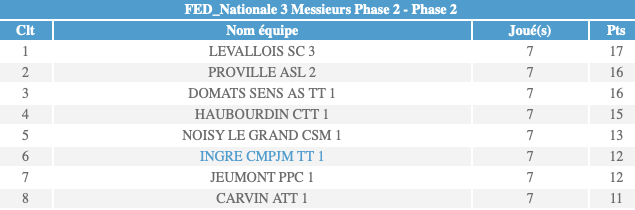 FED_Nationale 3 Messieurs Phase 2 - Phase 2
Clt Nom équipe Joué(s) Pts
1 LEVALLOIS SC 3 7 17
2 PROVILLE ASL 2 7 16
3 DOMATS SENS AS TT 1 7 16
4 HAUBOURDIN CTT 1 7 15
5 NOISY LE GRAND CSM 1 7 13
6 INGRE CMPJM TT 1 7 12
7 JEUMONT PPC 1 7 12
8 CARVIN ATT 1 7 11